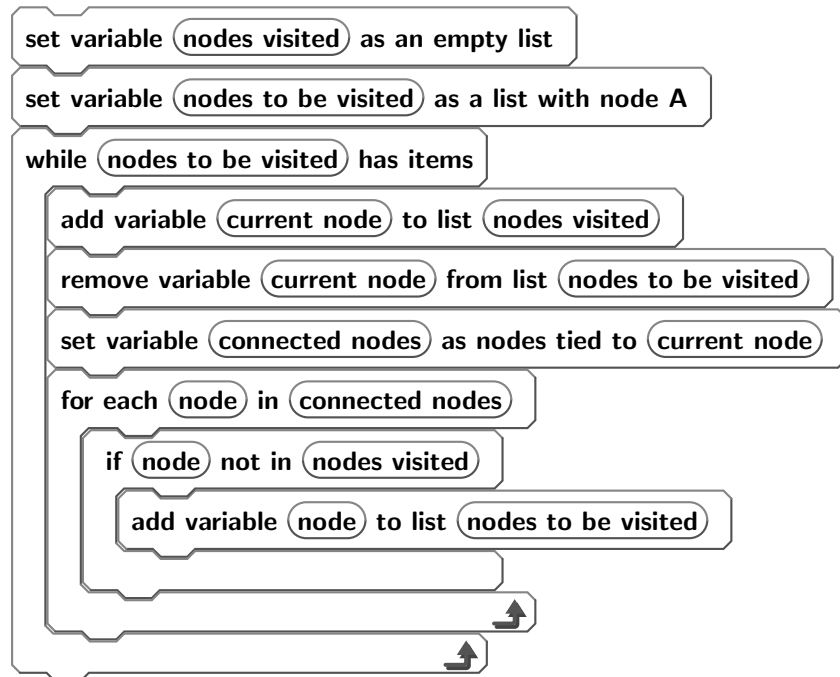 set variable nodes visited as an empty list
set variable nodes to be visited as a list with node A
while nodes to be visited has items
add variable current node to list nodes visited
remove variable current node from list nodes to be visited
set variable connected nodes as nodes tied to current node
for each node in connected nodes
if node not in nodes visited
add variable node to list nodes to be visited